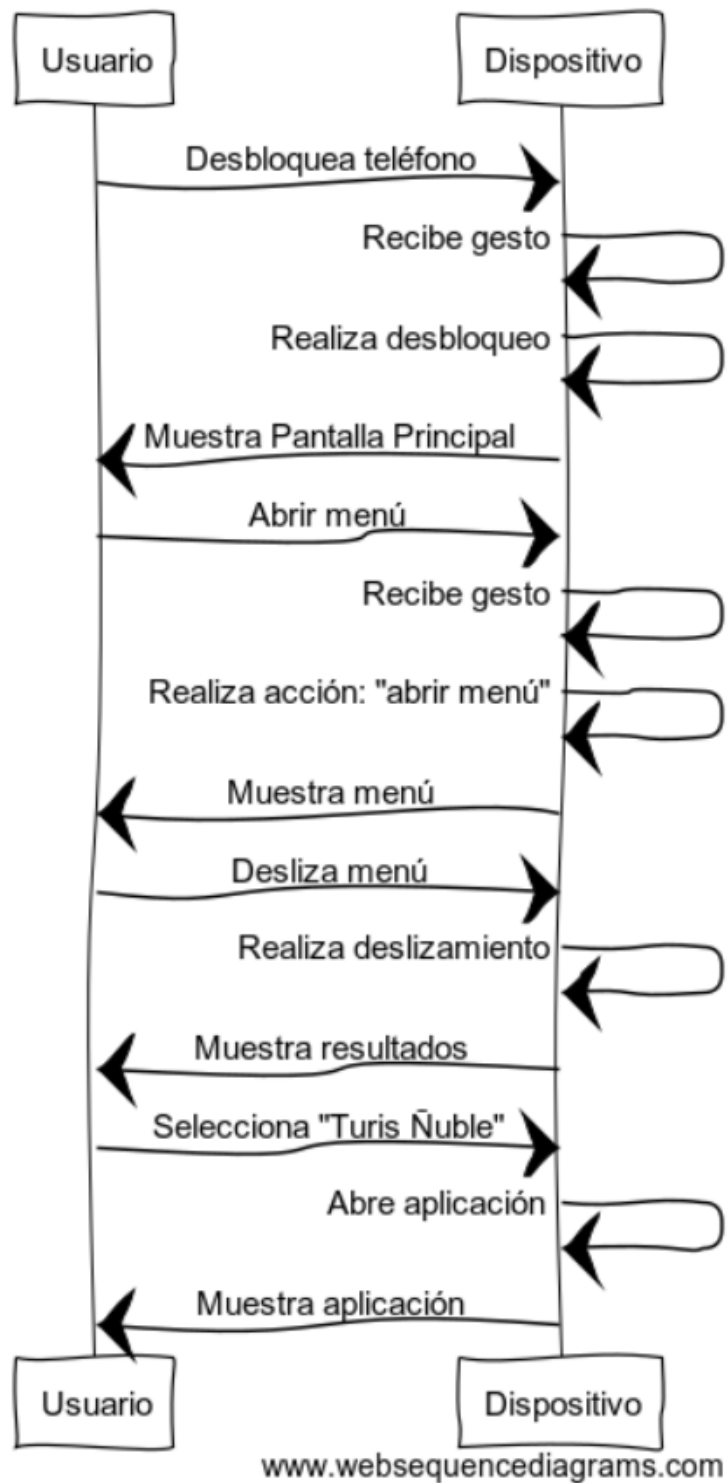 Usuario
Dispositivo
Desbloquea teléfono
Recibe gesto
Realiza desbloqueo
Muestra Pantalla Principal
Abrir menú
Recibe gesto
Realiza acción: "abrir menú"
Muestra menú
Desliza menú
Realiza deslizamiento
Muestra resultados
Selecciona "Turis Ñuble"
Abre aplicación
Muestra aplicación
Usuario
Dispositivo
www.websequencediagrams.com